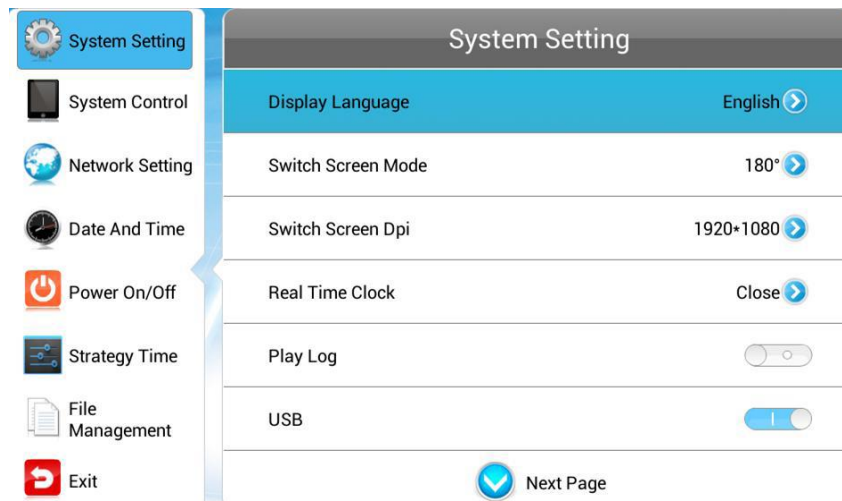 System Setting
System Control
Network Setting
Date And Time
Power On/Off
Strategy Time
File
Management
Exit
System Setting
Display Language English
Switch Screen Mode 180°
Switch Screen Dpi 1920*1080
Real Time Clock Close
Play Log
USB
Next Page